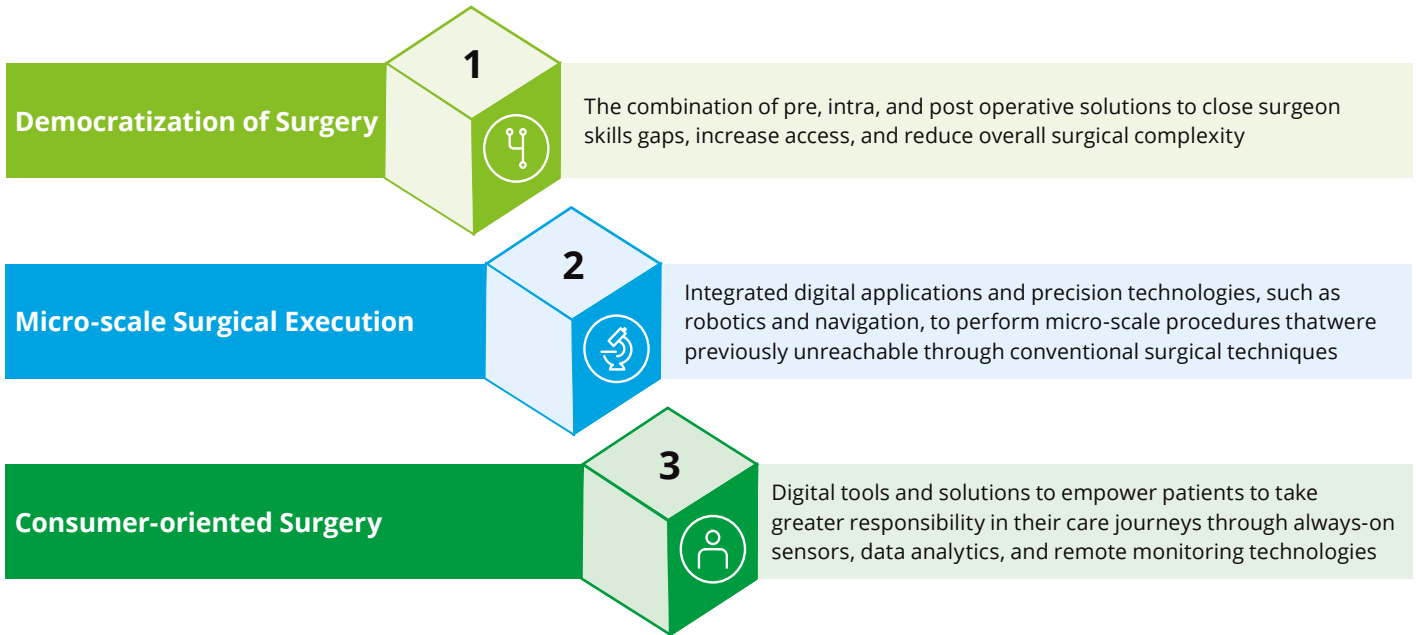 1
Democratization of Surgery
The combination of pre, intra, and post operative solutions to close surgeon
skills gaps, increase access, and reduce overall surgical complexity
2
Micro-scale Surgical Execution
Integrated digital applications and precision technologies, such as
robotics and navigation, to perform micro-scale procedures thatwere
previously unreachable through conventional surgical techniques
3
Consumer-oriented Surgery
Digital tools and solutions to empower patients to take
greater responsibility in their care journeys through always-on
sensors, data analytics, and remote monitoring technologies